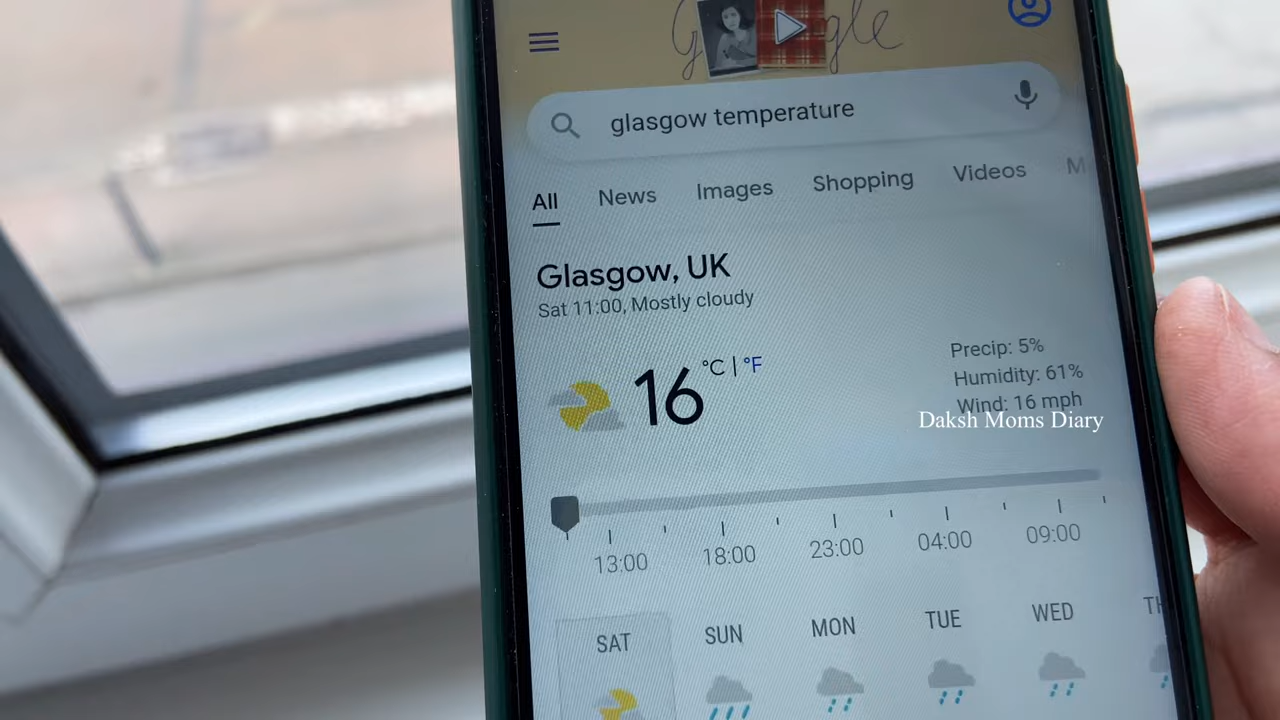 G gle
glasgow temperature
All News Images Shopping Videos M
Glasgow, UK
Sat 11:00, Mostly cloudy
16 °C | °F
Precip: 5%
Humidity: 61%
Wind: 16 mph
Daksh Moms Diary
13:00 18:00 23:00 04:00 09:00
SAT SUN MON TUE WED TH